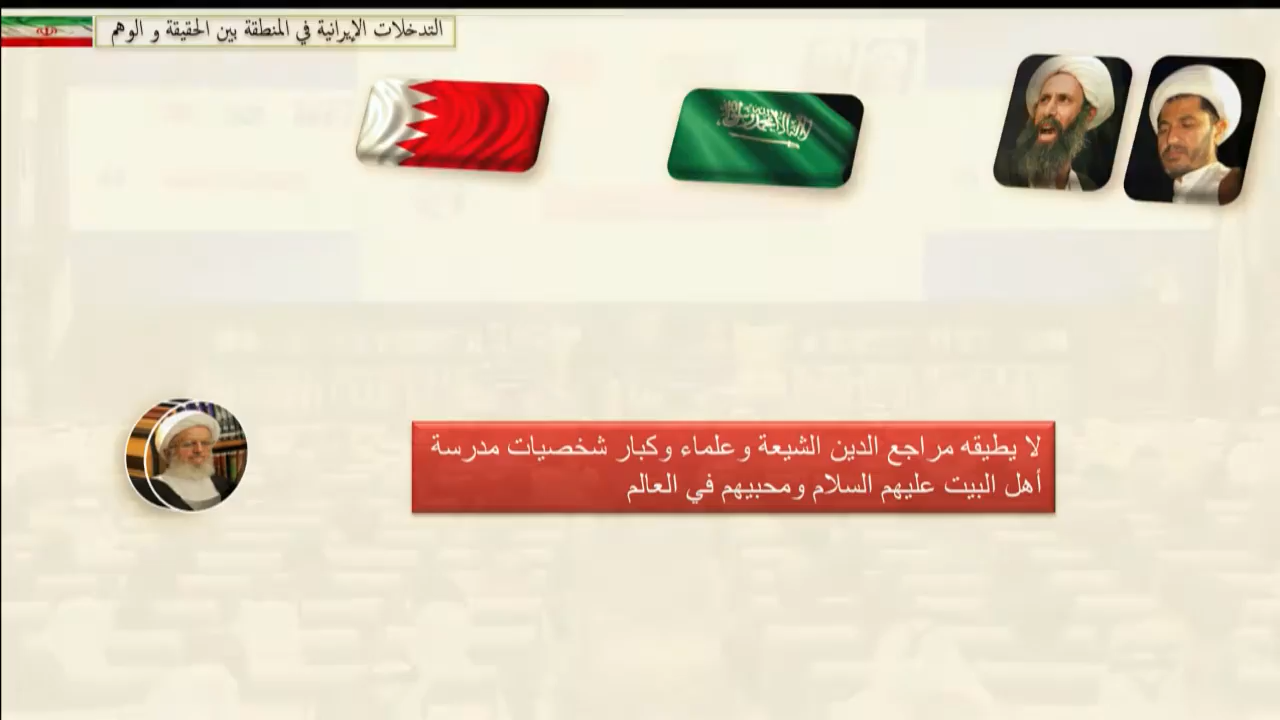 التدخلات الإيرانية في المنطقة بين الحقيقة و الوهم
لا يطيقه مراجع الدين الشيعة وعلماء وكبار شخصيات مدرسة
أهل البيت عليهم السلام ومحبيهم في العالم